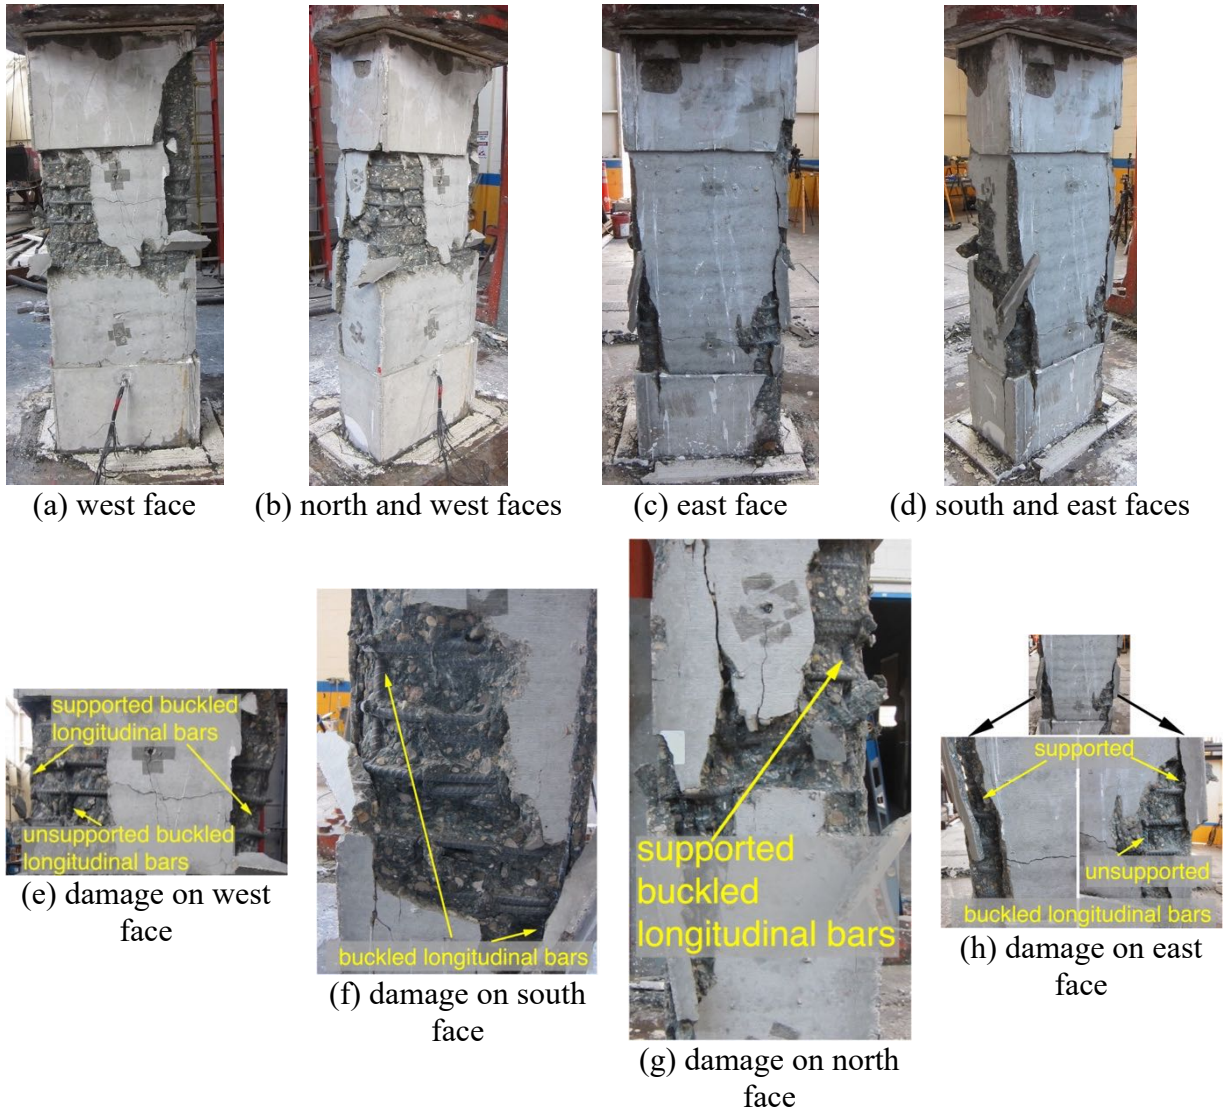 (a) west face
(b) north and west faces
(c) east face
(d) south and east faces
supported buckled
longitudinal bars
unsupported buckled
longitudinal bars
(e) damage on west
face
buckled longitudinal bars
(f) damage on south
face
supported
buckled
longitudinal bars
(g) damage on north
face
supported
unsupported
buckled longitudinal bars
(h) damage on east
face